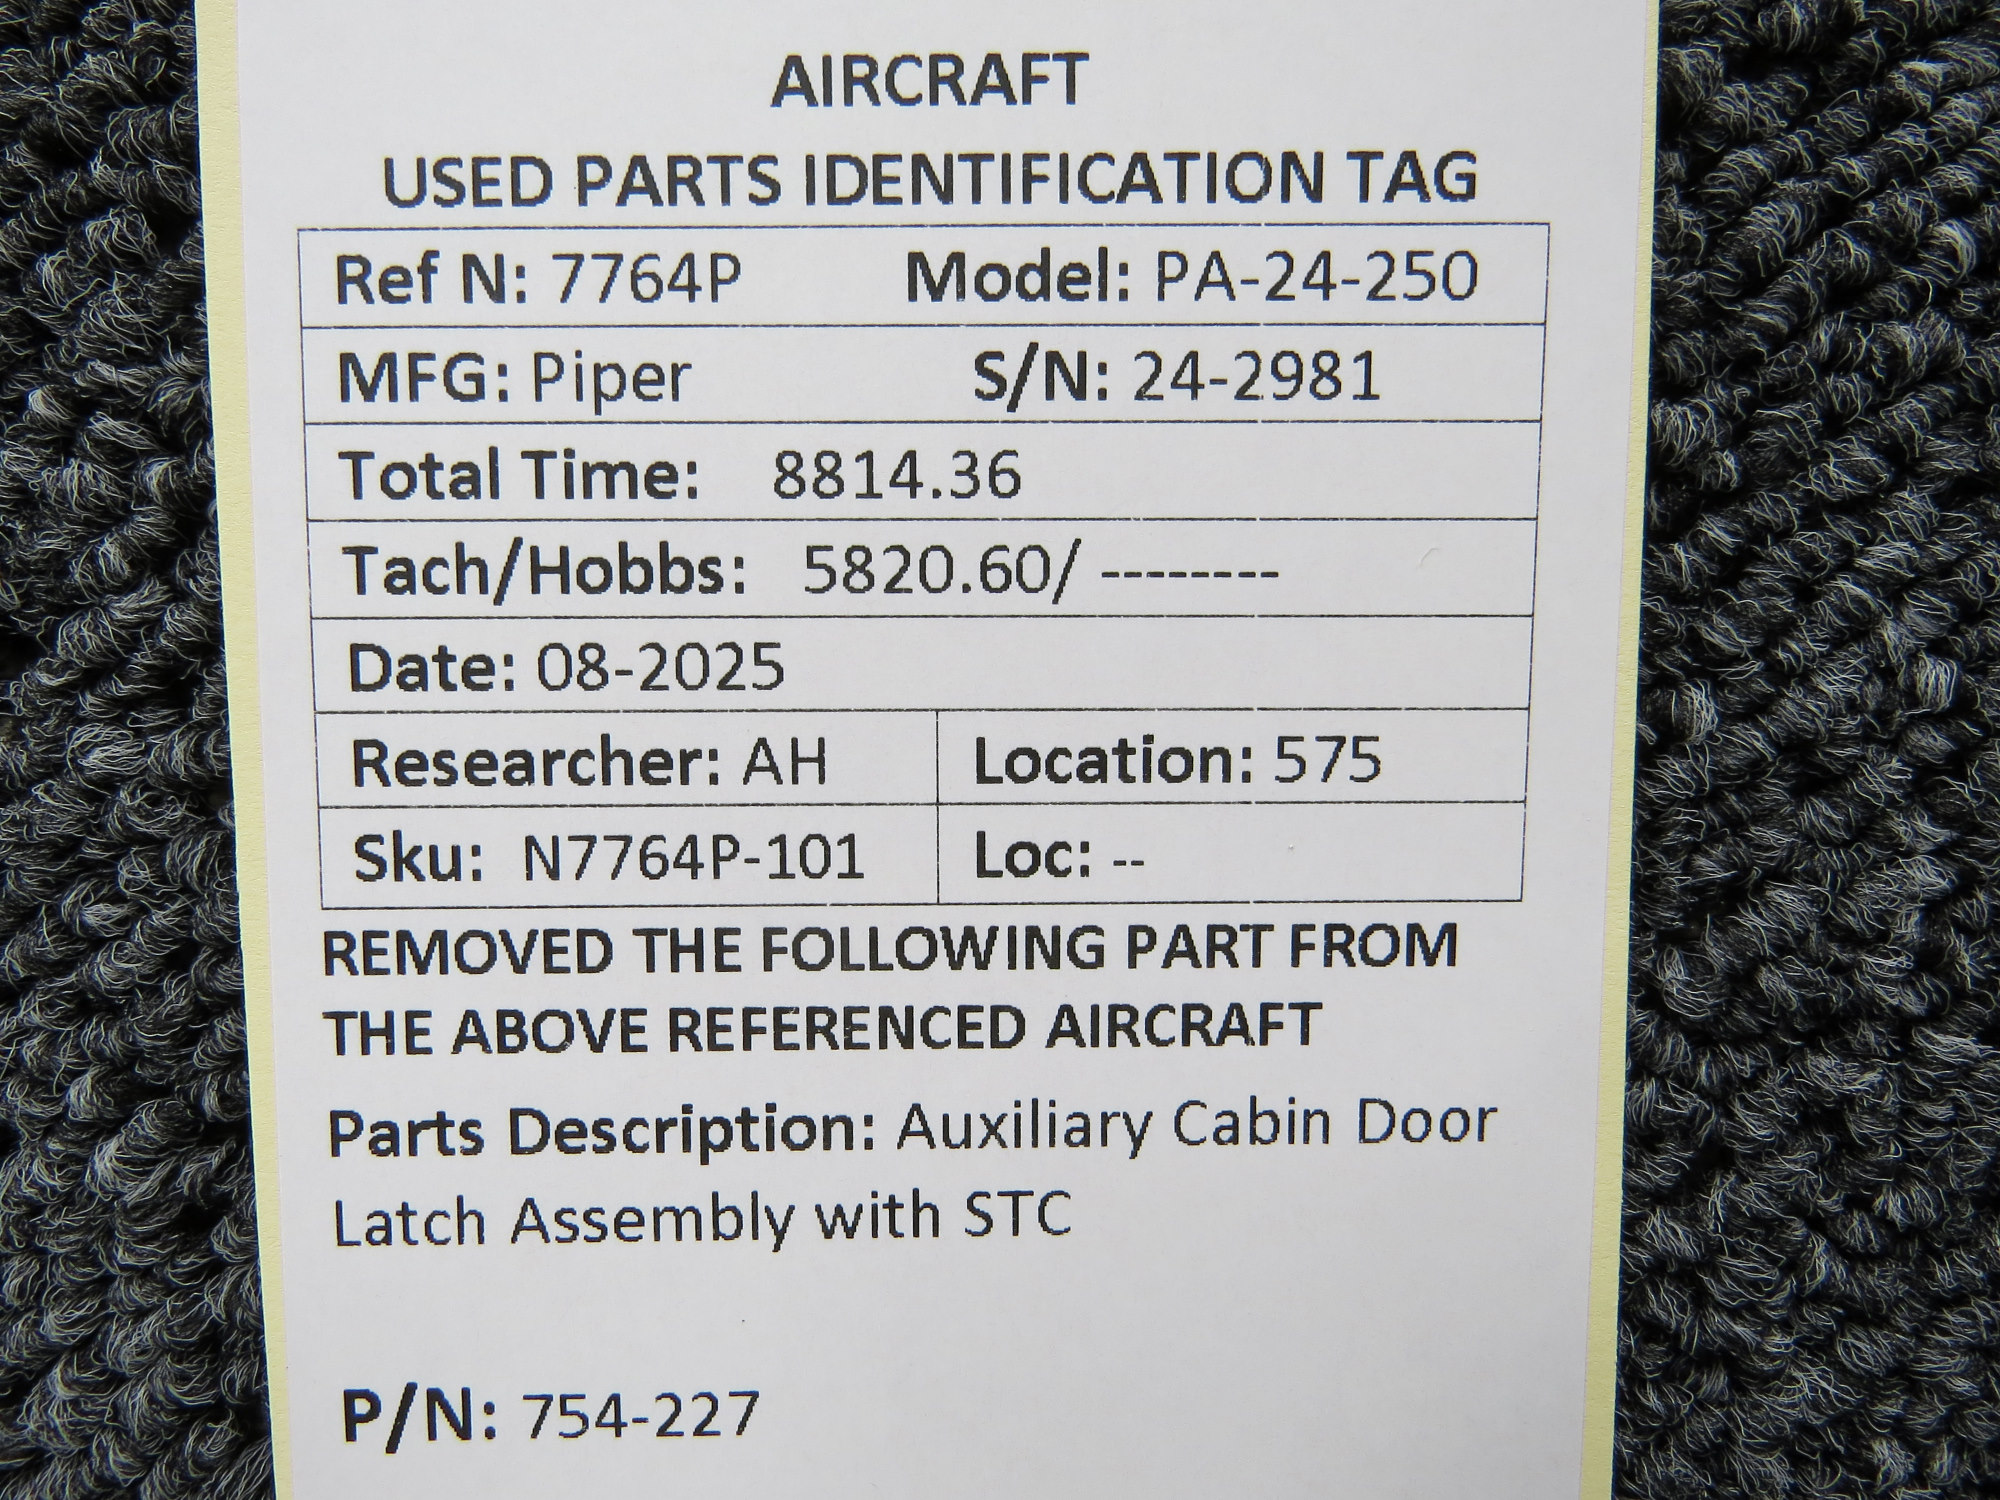 AIRCRAFT
USED PARTS IDENTIFICATION TAG
Ref N: 7764P Model: PA-24-250
MFG: Piper S/N: 24-2981
Total Time: 8814.36
Tach/Hobbs: 5820.60/ --------
Date: 08-2025
Researcher: AH Location: 575
Sku: N7764P-101 Loc: --
REMOVED THE FOLLOWING PART FROM
THE ABOVE REFERENCED AIRCRAFT
Parts Description: Auxiliary Cabin Door
Latch Assembly with STC
P/N: 754-227